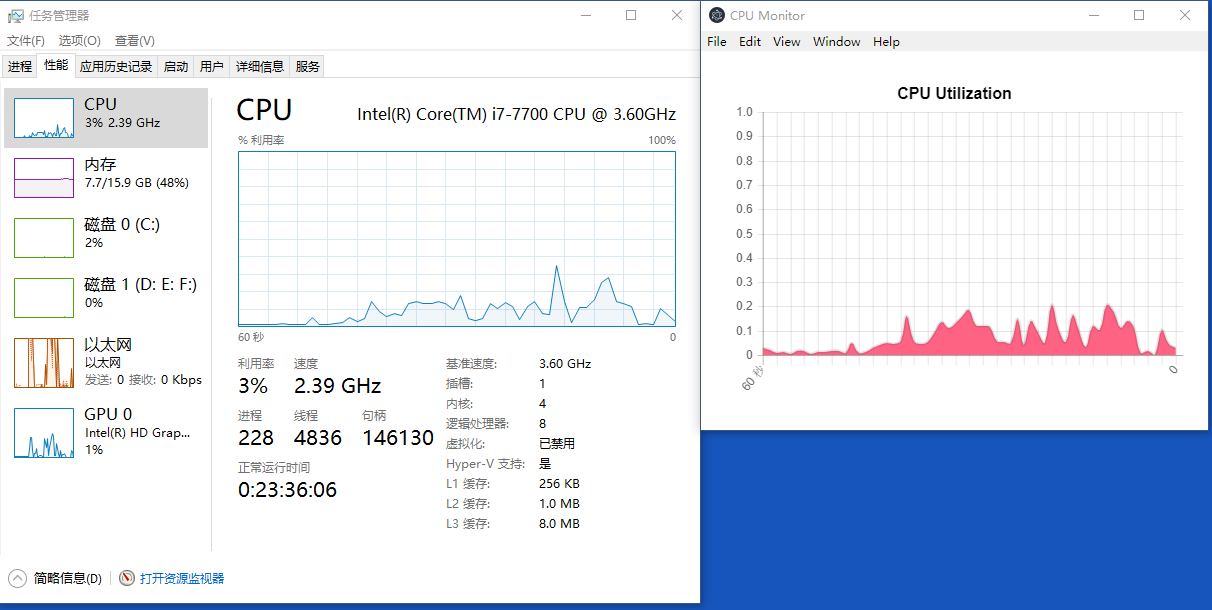 任务管理器
文件(F) 选项(O) 查看(V)
进程 性能 应用历史记录 启动 用户 详细信息 服务
CPU
3% 2.39 GHz
内存
7.7/15.9 GB (48%)
磁盘 0 (C:)
2%
磁盘 1 (D: E: F:)
0%
以太网
以太网
发送: 0 接收: 0 Kbps
GPU 0
Intel(R) HD Grap...
1%
CPU Intel(R) Core(TM) i7-7700 CPU @ 3.60GHz
% 利用率 100%
60 秒 0
利用率 速度
3% 2.39 GHz
进程 线程 句柄
228 4836 146130
正常运行时间
0:23:36:06
基准速度: 3.60 GHz
插槽: 1
内核: 4
逻辑处理器: 8
虚拟化: 已禁用
Hyper-V 支持: 是
L1 缓存: 256 KB
L2 缓存: 1.0 MB
L3 缓存: 8.0 MB
简略信息(D) 打开资源监视器
CPU Monitor
File Edit View Window Help
CPU Utilization
1.0
0.9
0.8
0.7
0.6
0.5
0.4
0.3
0.2
0.1
0
60 秒 0